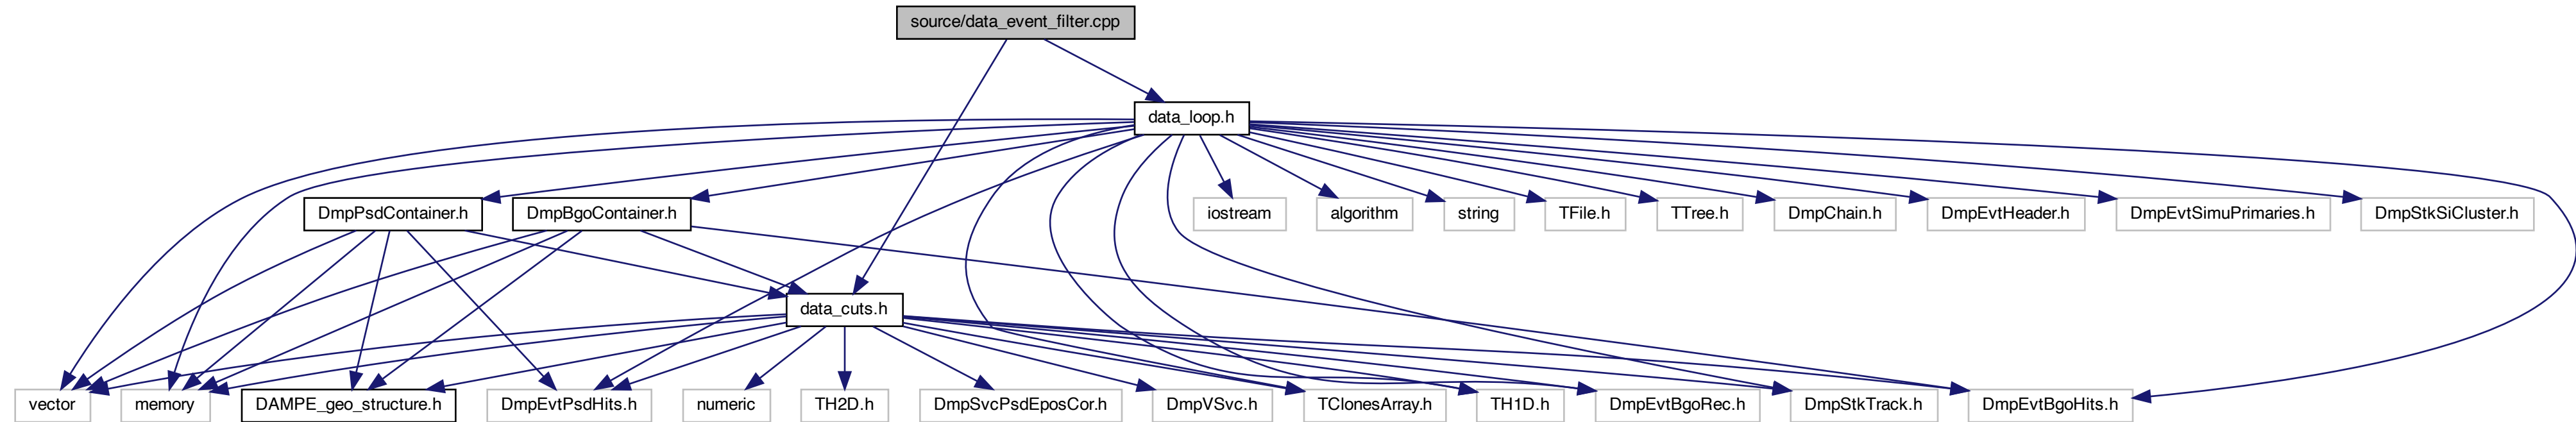 source/data_event_filter.cpp
data_loop.h
DmpPsdContainer.h
DmpBgoContainer.h
iostream
algorithm
string
TFile.h
TTree.h
DmpChain.h
DmpEvtHeader.h
DmpEvtSimuPrimaries.h
DmpStkSiCluster.h
data_cuts.h
vector
memory
DAMPE_geo_structure.h
DmpEvtPsdHits.h
numeric
TH2D.h
DmpSvcPsdEposCor.h
DmpVSvc.h
TClonesArray.h
TH1D.h
DmpEvtBgoRec.h
DmpStkTrack.h
DmpEvtBgoHits.h